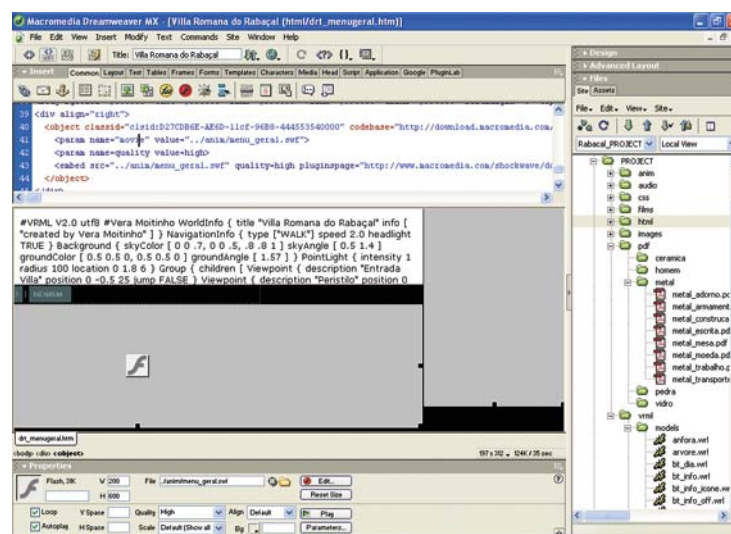 Macromedia Dreamweaver MX - [Villa Romana do Rabaçal (html/drt_menugeral.htm)]
File Edit View Insert Modify Text Commands Site Window Help
Title: Villa Romana do Rabaçal
Insert Common Layout Text Tables Frames Forms Templates Characters Media Head Script Application Google PluginLab
39 <div align="right">
40 <object classid="clsid:D27CDB6E-AE6D-11cf-96B8-444553540000" codebase="http://download.macromedia.com/
41 <param name="movie" value="../anim/menu_geral.swf">
42 <param name=quality value=high>
43 <embed src="../anim/menu_geral.swf" quality=high pluginspage="http://www.macromedia.com/shockwave/do
44 </object>
#VRML V2.0 utf8 #Vera Moitinho WorldInfo { title "Villa Romana do Rabaçal" info [
"created by Vera Moitinho" ] } NavigationInfo { type ["WALK"] speed 2.0 headlight
TRUE } Background { skyColor [ 0 0 .7, 0 0 .5, .8 .8 1 ] skyAngle [ 0.5 1.4 ]
groundColor [ 0.5 0.5 0, 0.5 0.5 0 ] groundAngle [ 1.57 ] } PointLight { intensity 1
radius 100 location 0 1.8 6 } Group { children [ Viewpoint { description "Entrada
Villa" position 0 -0.5 25 jump FALSE } Viewpoint { description "Peristilo" position 0
drt_menugeral.htm
<body> <div> <object>
124K / 35 sec
Properties
Flash, 28K W 200 File ../anim/menu_geral.swf Edit...
H 600 Reset Size
Loop V Space Quality High Align Default Play
Autoplay H Space Scale Default (Show all Bg Parameters...
Design
Advanced Layout
Files
Site Assets
File Edit View Site
Rabacal_PROJECT Local View
PROJECT
anim
audio
css
films
html
images
pdf
ceramica
homem
metal
metal_adorno.pd
metal_armament
metal_construca
metal_escrita.pd
metal_mesa.pdf
metal_moeda.pdf
metal_trabalho.p
metal_transporte
pedra
vidro
vrml
models
anfora.wrl
arvore.wrl
bt_dia.wrl
bt_info.wrl
bt_info_icone.wr
bt_info_off.wrl